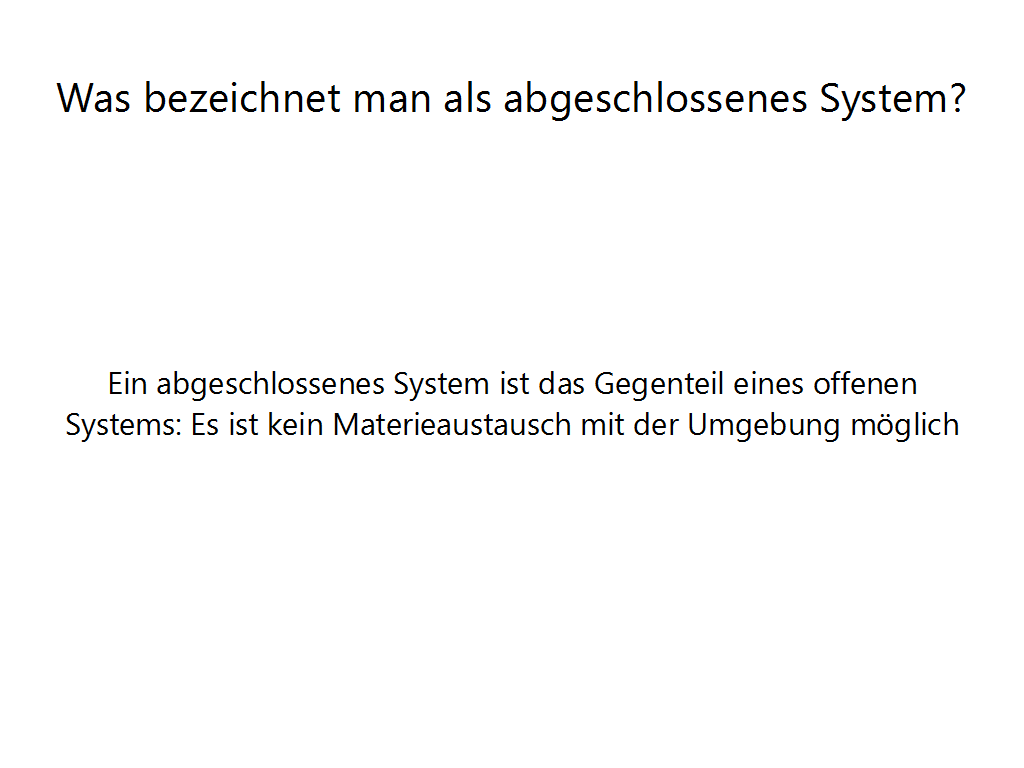 Was bezeichnet man als abgeschlossenes System?
Ein abgeschlossenes System ist das Gegenteil eines offenen
Systems: Es ist kein Materieaustausch mit der Umgebung möglich